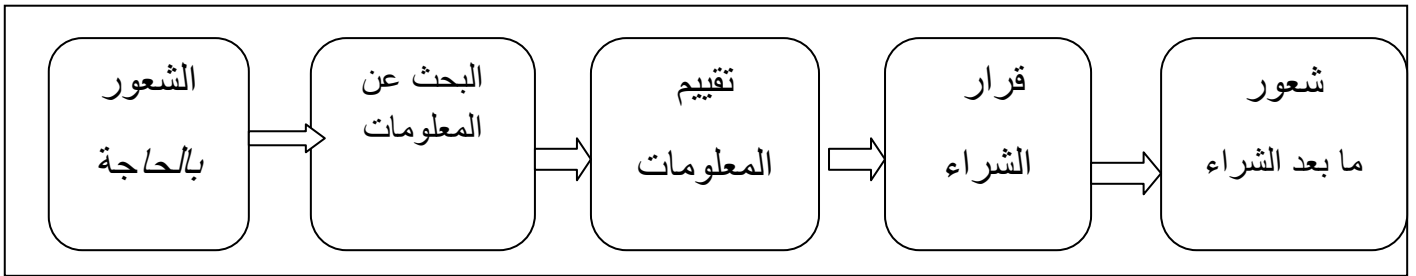 الشعور
بالحاجة
البحث عن
المعلومات
تقييم
المعلومات
قرار
الشراء
شعور
ما بعد الشراء